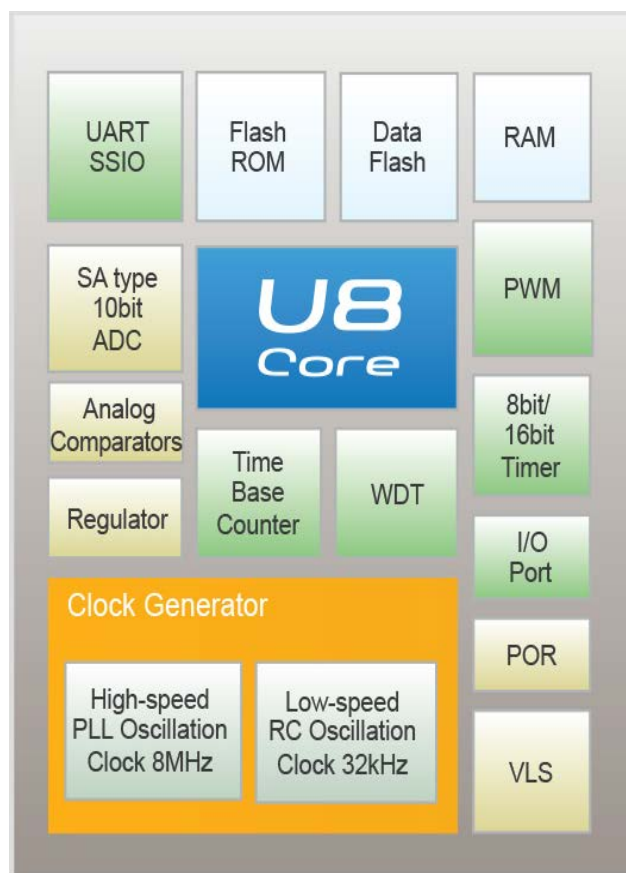 UART
SSIO
Flash
ROM
Data
Flash
RAM
SA type
10bit
ADC
U8
Core
PWM
Analog
Comparators
8bit/
16bit
Timer
Regulator
Time
Base
Counter
WDT
I/O
Port
Clock Generator
High-speed
PLL Oscillation
Clock 8MHz
Low-speed
RC Oscillation
Clock 32kHz
POR
VLS